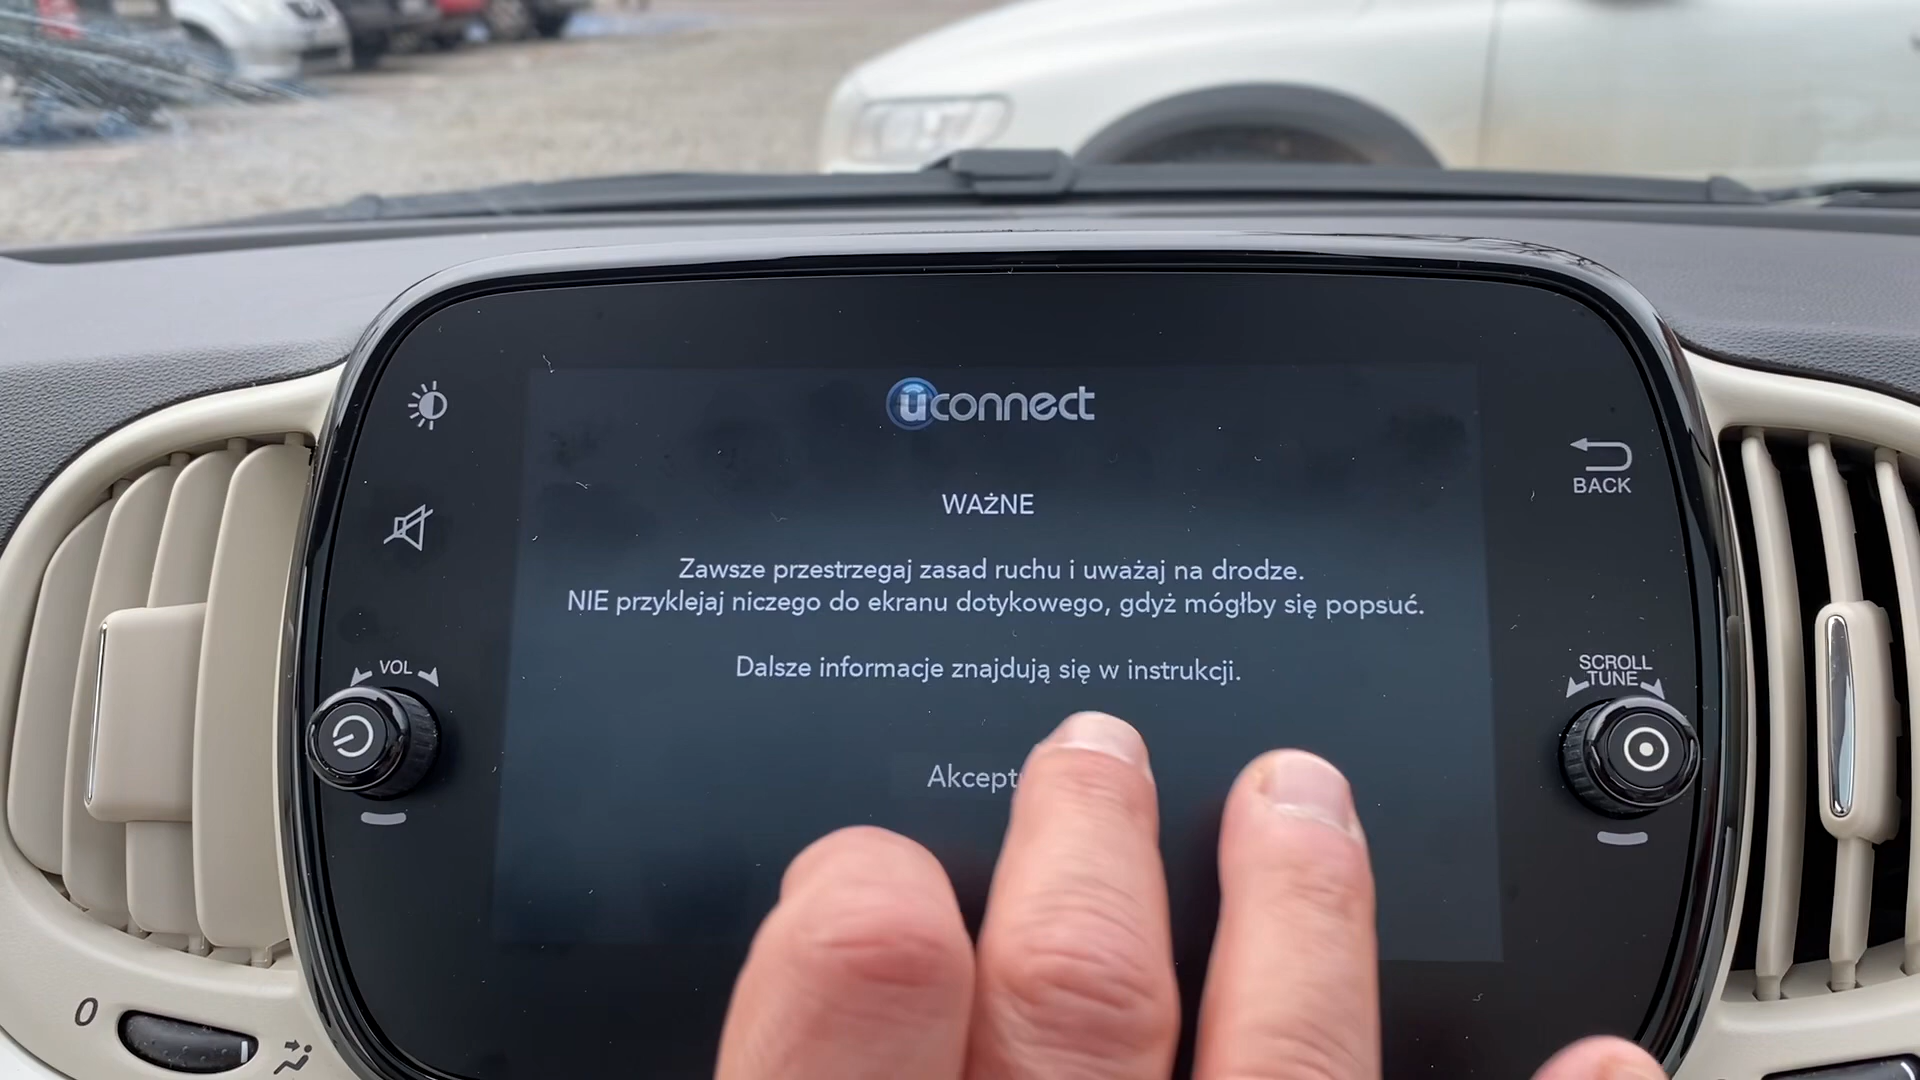 uconnect
WAŻNE
BACK
Zawsze przestrzegaj zasad ruchu i uważaj na drodze.
NIE przyklejaj niczego do ekranu dotykowego, gdyż mógłby się popsuć.
VOL
Dalsze informacje znajdują się w instrukcji.
SCROLL
TUNE
0